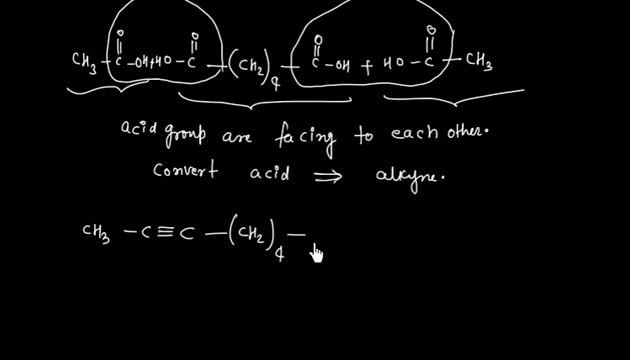 CH₃ — C(=O) — OH + HO — C(=O) — (CH₂)₄ — C(=O) — OH + HO — C(=O) — CH₃
acid group are facing to each other.
convert acid ⇒ alkyne.
CH₃ — C ≡ C — (CH₂)₄ —